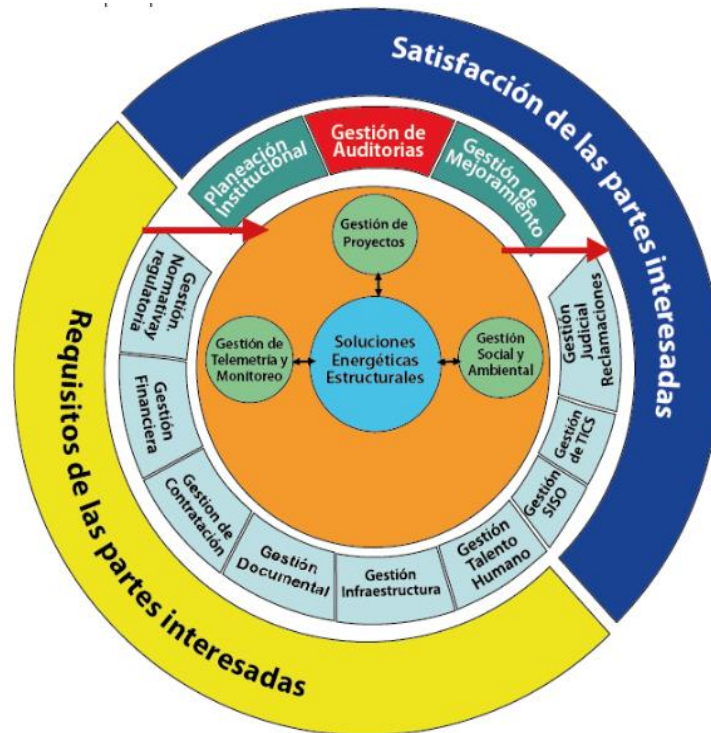 Satisfacción de las partes interesadas
Planeación
Institucional
Gestión de
Auditorias
Gestión de
Mejoramiento
Gestión de
Proyectos
Gestión.
Normativay
regulatoria
Gestión
Judicial
Reclamaciones
Gestión de
Telemetría y
Monitoreo
Soluciones
Energéticas
Estructurales
Gestión
Social y
Ambiental
Gestión
Financiera
Gestión
de TICS
Gestion de
Contratación
Gestión
SISO
Gestión
Documental
Gestión
Infraestructura
Gestión
Talento
Humano
Requisitos de las partes interesadas